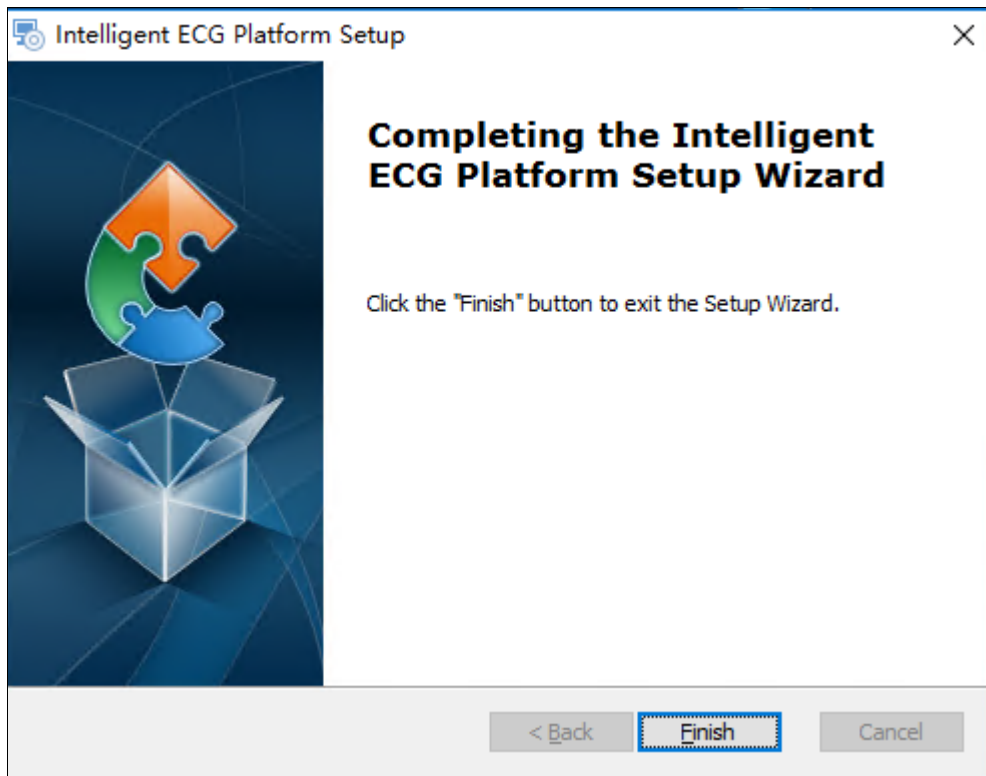 Intelligent ECG Platform Setup
Completing the Intelligent
ECG Platform Setup Wizard
Click the "Finish" button to exit the Setup Wizard.
< Back Finish Cancel